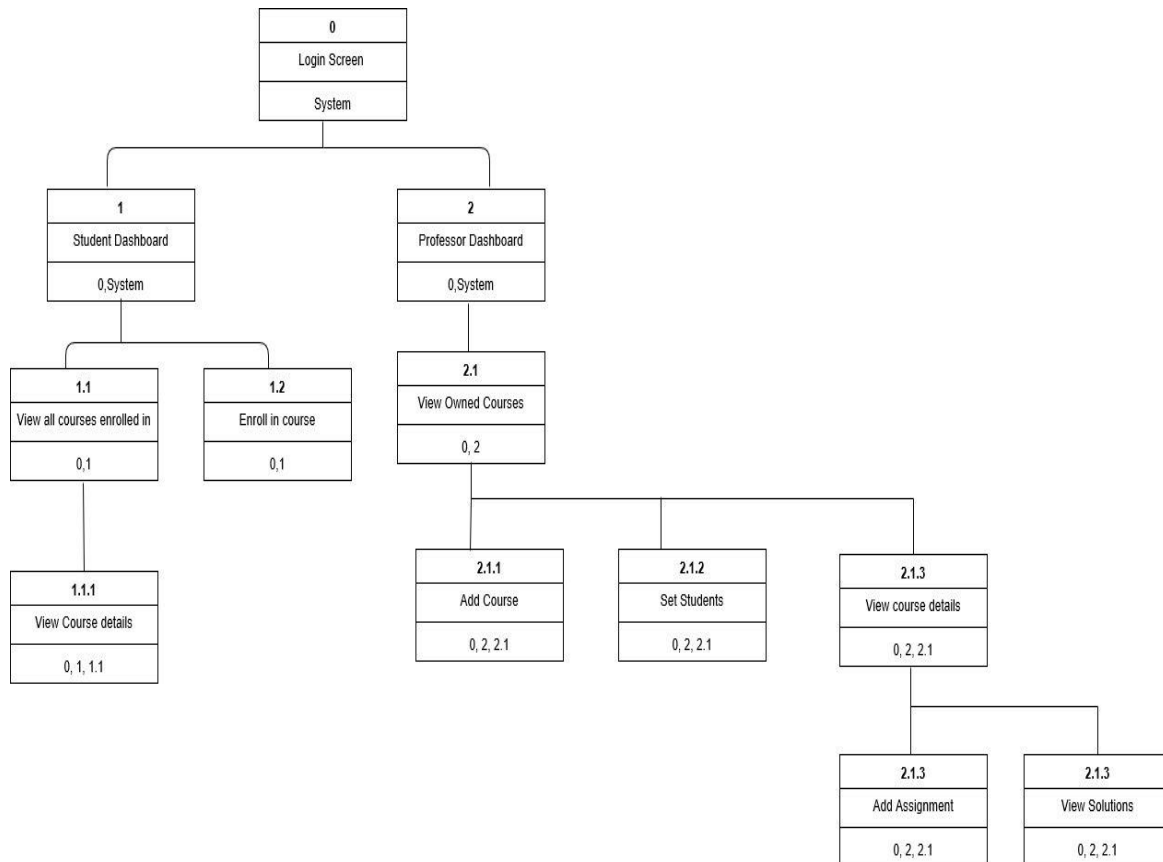 0
Login Screen
System
1
Student Dashboard
0,System
2
Professor Dashboard
0,System
1.1
View all courses enrolled in
0,1
1.2
Enroll in course
0,1
2.1
View Owned Courses
0, 2
1.1.1
View Course details
0, 1, 1.1
2.1.1
Add Course
0, 2, 2.1
2.1.2
Set Students
0, 2, 2.1
2.1.3
View course details
0, 2, 2.1
2.1.3
Add Assignment
0, 2, 2.1
2.1.3
View Solutions
0, 2, 2.1